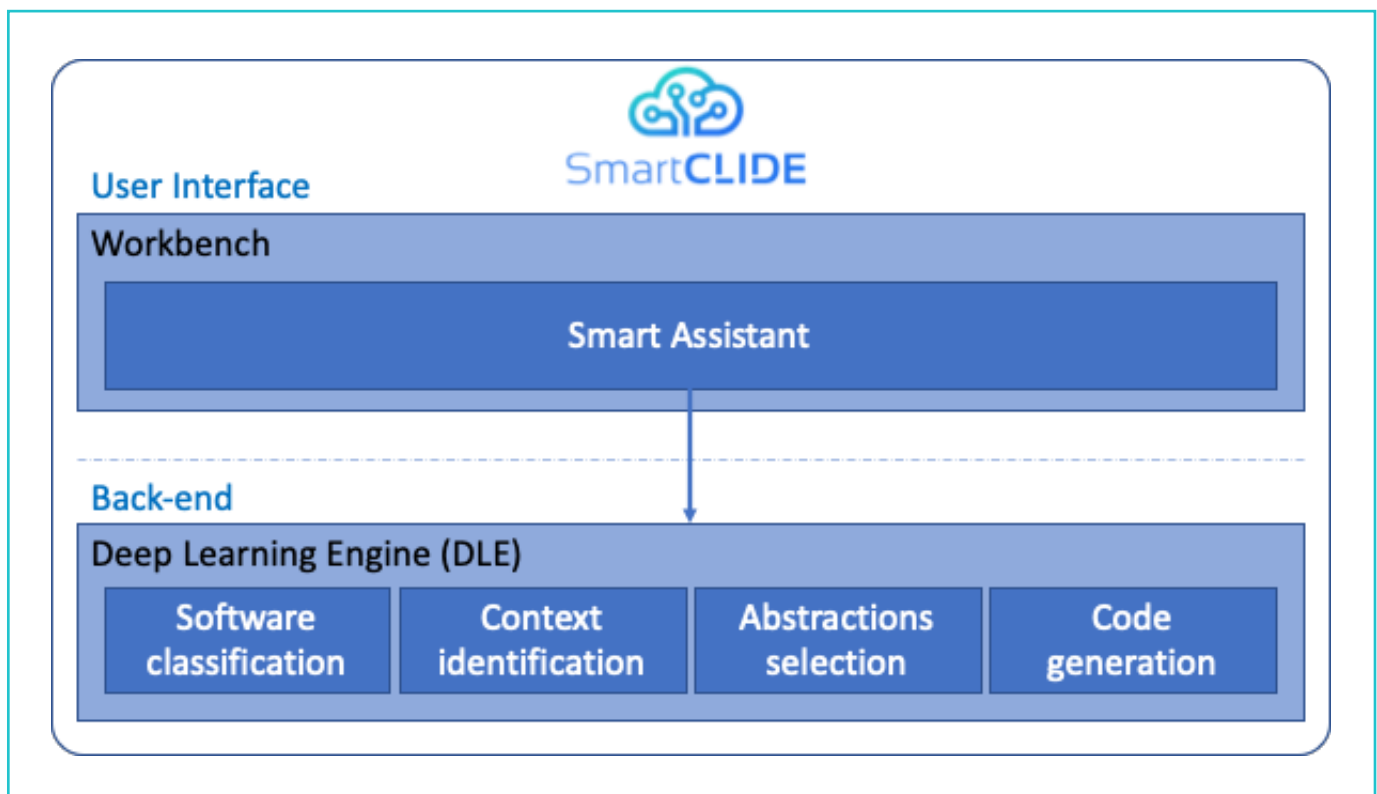 SmartCLIDE
User Interface
Workbench
Smart Assistant
Back-end
Deep Learning Engine (DLE)
Software
classification
Context
identification
Abstractions
selection
Code
generation